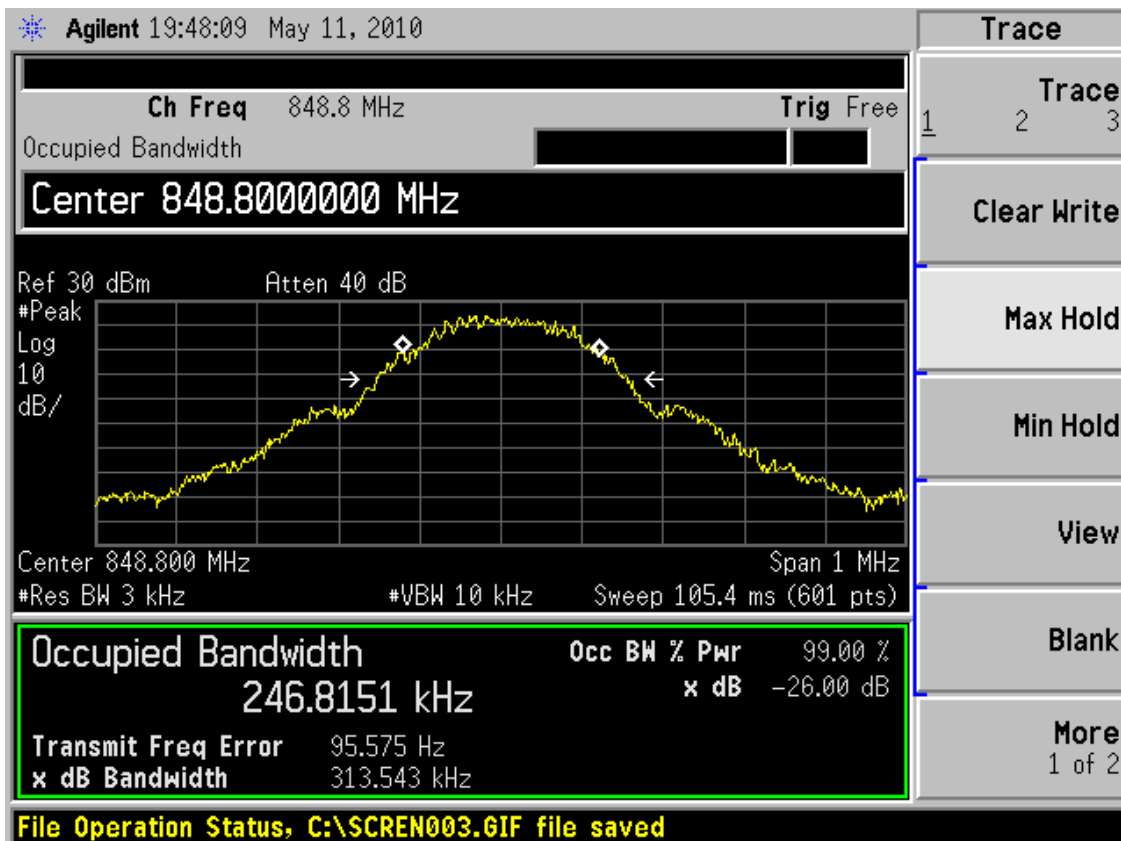 Agilent 19:48:09 May 11, 2010
Trace
Ch Freq 848.8 MHz
Trig Free
Occupied Bandwidth
Center 848.8000000 MHz
Ref 30 dBm
Atten 40 dB
#Peak
Log
10
dB/
Center 848.800 MHz
Span 1 MHz
#Res BW 3 kHz
#VBW 10 kHz
Sweep 105.4 ms (601 pts)
Occupied Bandwidth
246.8151 kHz
Occ BW % Pwr 99.00 %
x dB -26.00 dB
Transmit Freq Error 95.575 Hz
x dB Bandwidth 313.543 kHz
File Operation Status, C:\SCREN003.GIF file saved
Trace
1 2 3
Clear Write
Max Hold
Min Hold
View
Blank
More
1 of 2